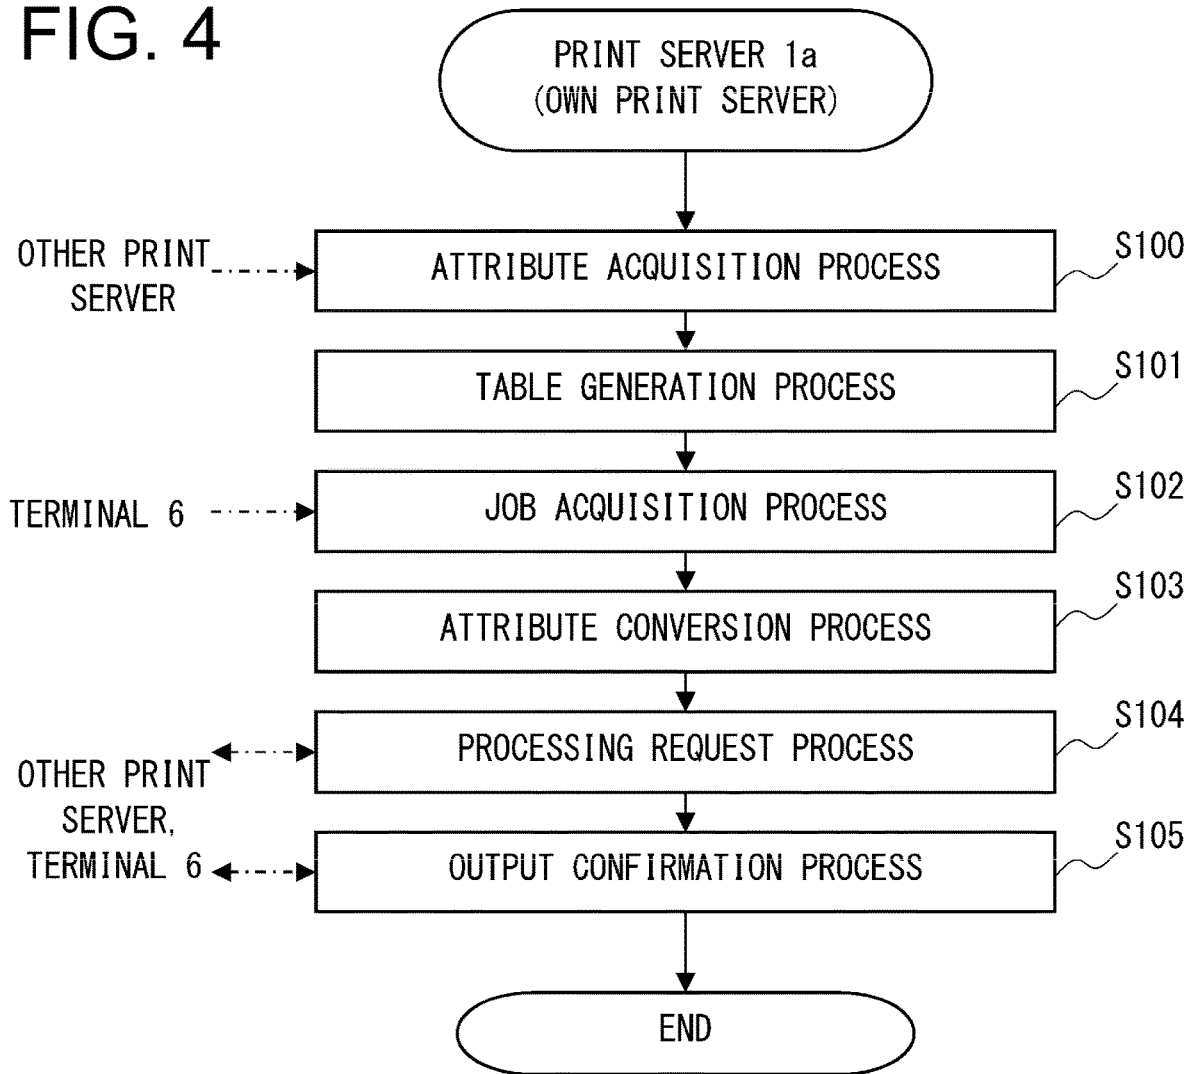 FIG. 4
PRINT SERVER 1a
(OWN PRINT SERVER)
OTHER PRINT
SERVER
ATTRIBUTE ACQUISITION PROCESS
S100
TABLE GENERATION PROCESS
S101
TERMINAL 6
JOB ACQUISITION PROCESS
S102
ATTRIBUTE CONVERSION PROCESS
S103
PROCESSING REQUEST PROCESS
S104
OTHER PRINT
SERVER,
TERMINAL 6
OUTPUT CONFIRMATION PROCESS
S105
END